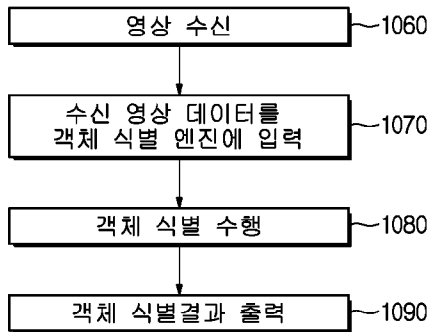 영상 수신
1060
수신 영상 데이터를
객체 식별 엔진에 입력
1070
객체 식별 수행
1080
객체 식별결과 출력
1090